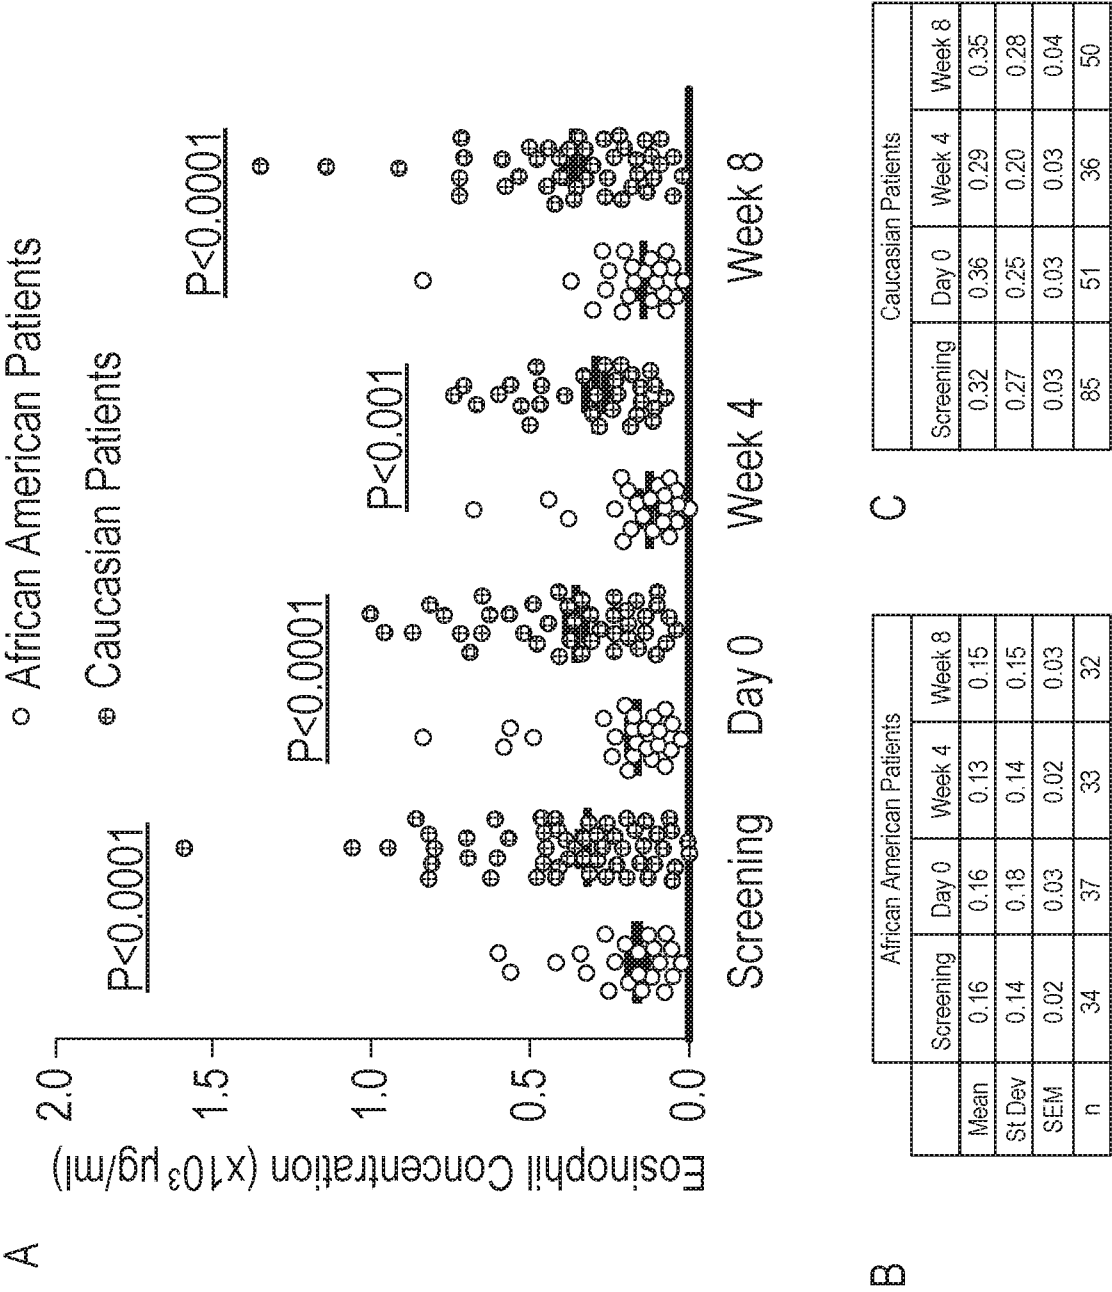 A
○ African American Patients
⊕ Caucasian Patients
P<0.0001
P<0.0001
P<0.001
P<0.0001
Eosinophil Concentration (x10³ µg/ml)
2.0
1.5
1.0
0.5
0.0
Screening Day 0 Week 4 Week 8
B
African American Patients
Screening Day 0 Week 4 Week 8
Mean 0.16 0.16 0.13 0.15
St Dev 0.14 0.18 0.14 0.15
SEM 0.02 0.03 0.02 0.03
n 34 37 33 32
C
Caucasian Patients
Screening Day 0 Week 4 Week 8
0.32 0.36 0.29 0.35
0.27 0.25 0.20 0.28
0.03 0.03 0.03 0.04
85 51 36 50